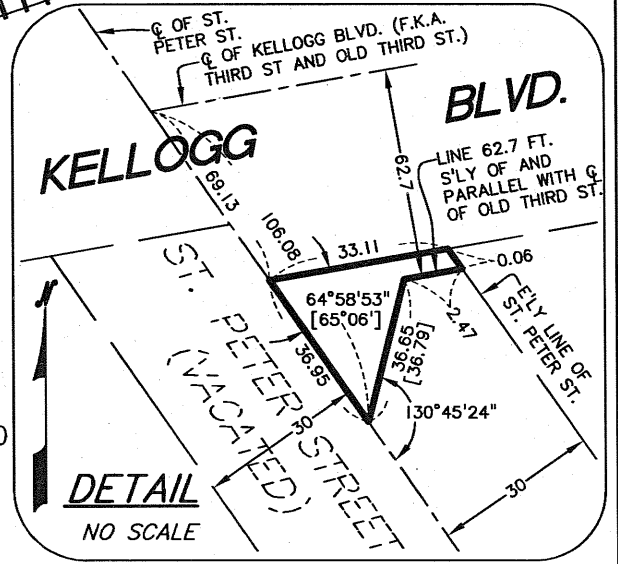 ℄ OF ST.
PETER ST.
℄ OF KELLOGG BLVD. (F.K.A.
THIRD ST AND OLD THIRD ST.)
KELLOGG
BLVD.
LINE 62.7 FT.
S'LY OF AND
PARALLEL WITH ℄
OF OLD THIRD ST.
62.7
69.13
106.08
33.11
0.06
64°58'53"
[65°06']
2.47
E'LY LINE OF
ST. PETER ST.
36.65
[36.79]
36.95
130°45'24"
ST. PETER STREET
(VACATED)
30
30
N
DETAIL
NO SCALE